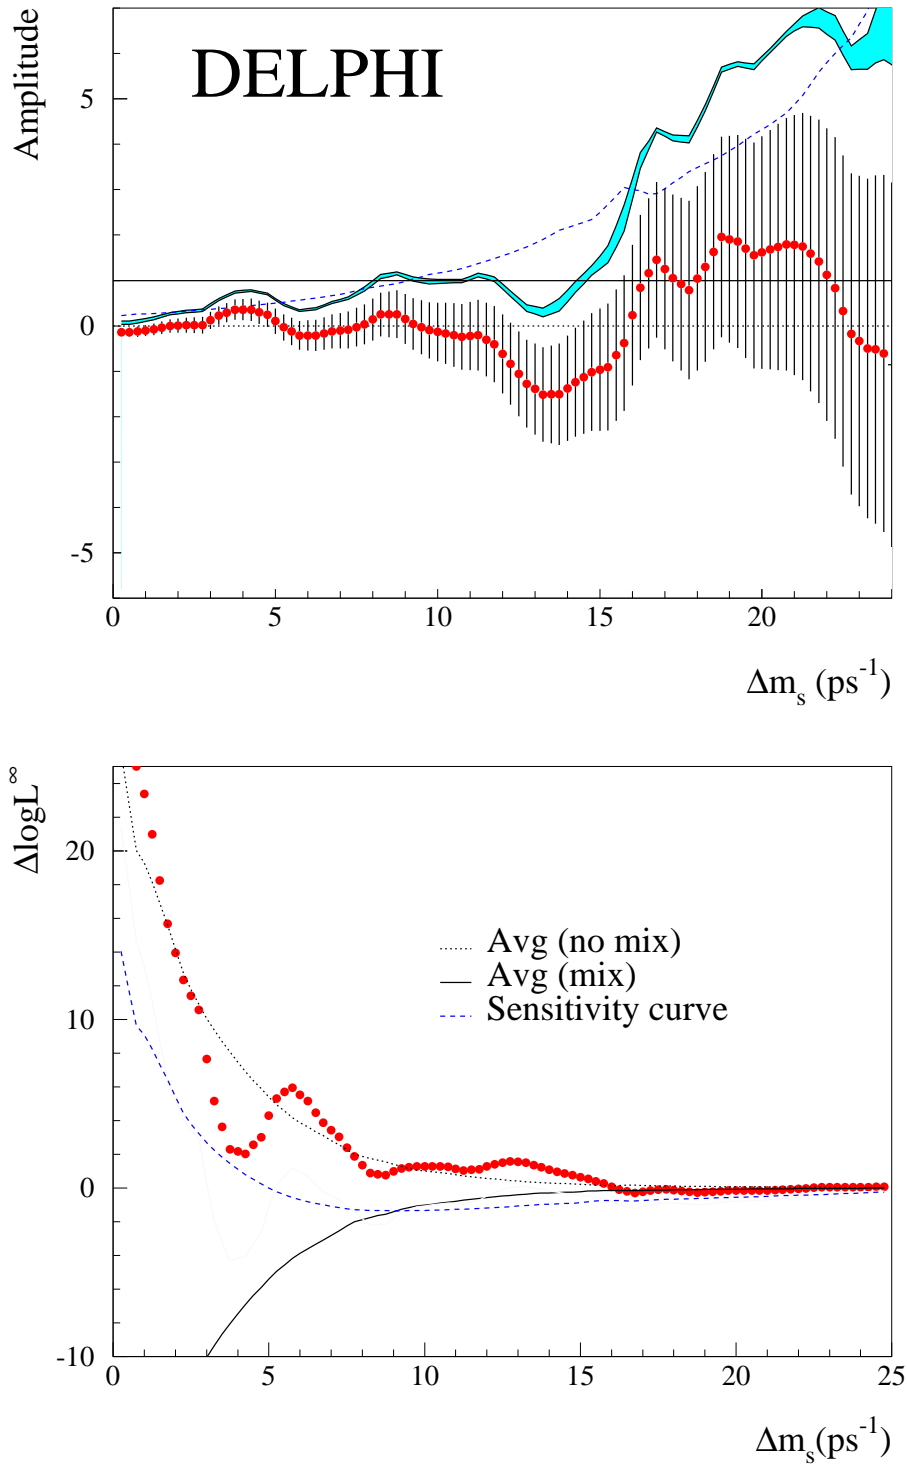 DELPHI
Amplitude
5
0
-5
0 5 10 15 20
Δm_s (ps^-1)
ΔlogL^∞
20
10
0
-10
Avg (no mix)
Avg (mix)
Sensitivity curve
0 5 10 15 20 25
Δm_s(ps^-1)